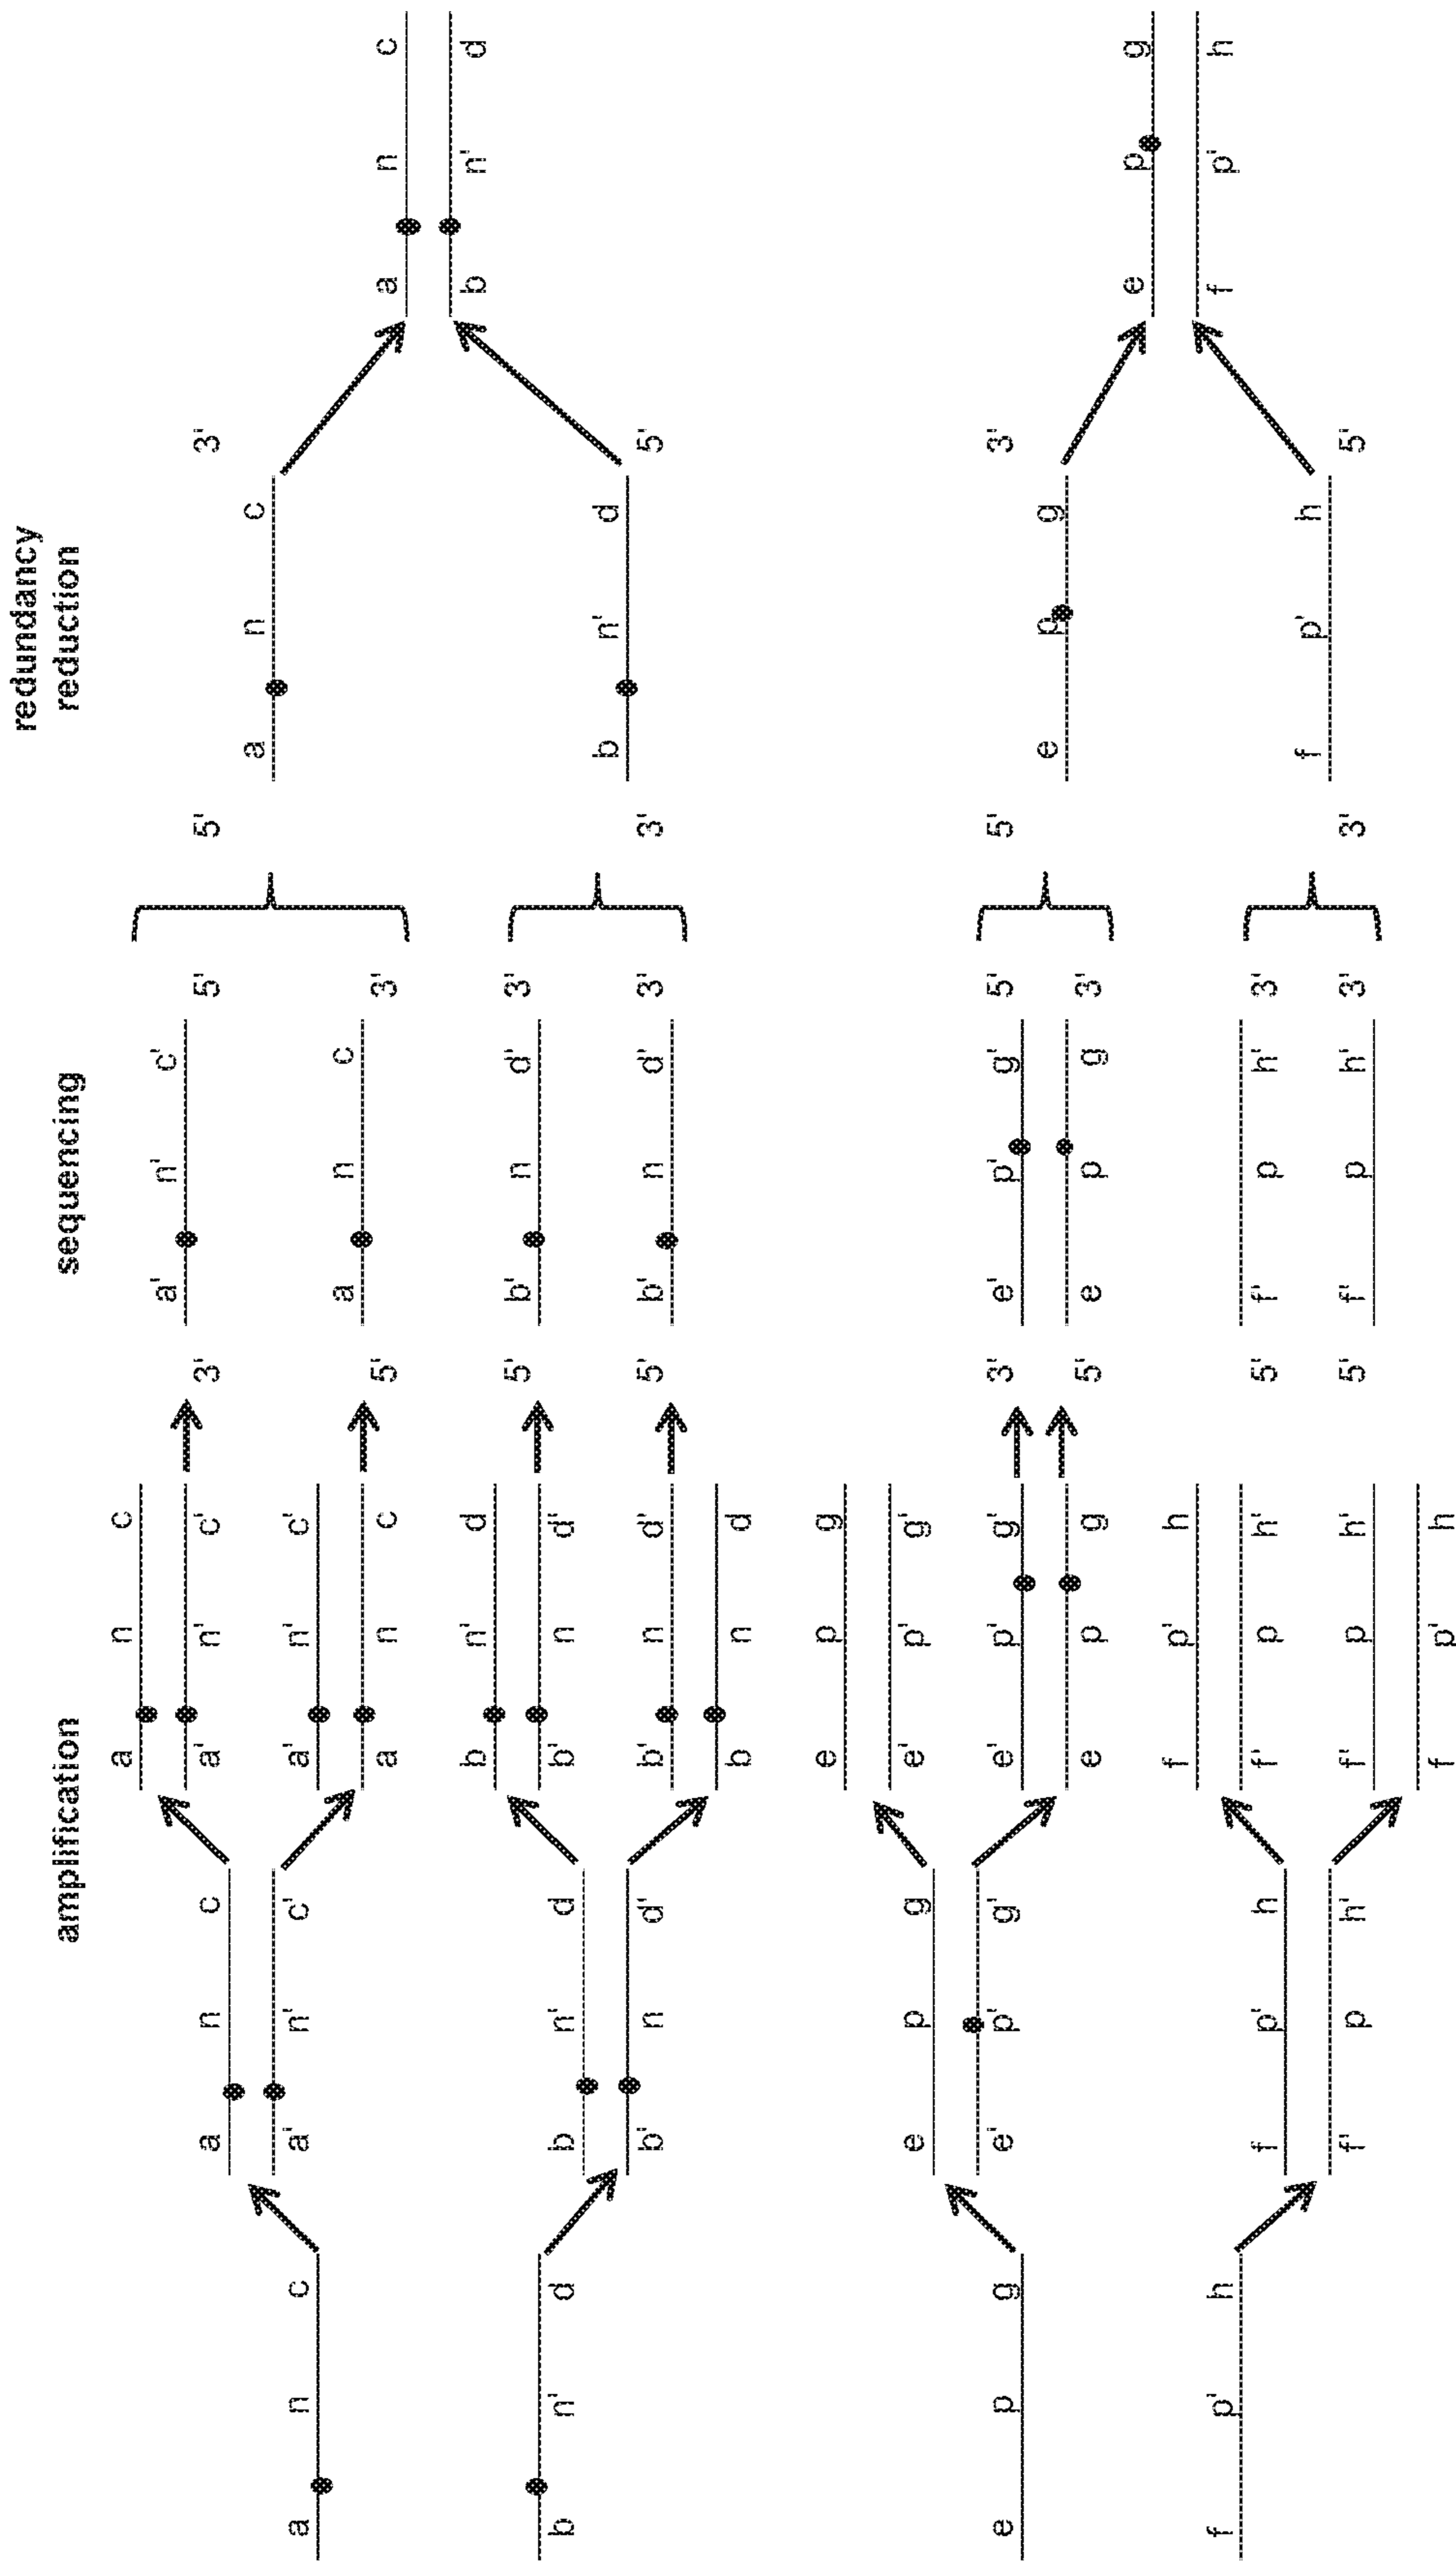 redundancy
amplification sequencing reduction
a n c
a' n' c'
a n c a' n' c' 3' 5' 5' 3'
a n c
a n c a' n' c' a' n' c'
a n c
a n c 5' 3' a n c
b n' d b n' d
5' b' n d' 3'
b n' d b n' d b' n d'
b n' d
b' n d' b' n d' 5' b' n d' 3' 3' 5'
b n d
e p g
e p g e' p' g'
e p g e' p' g' e' p' g' 3' e' p' g' 5' 5' 3'
e p g
e p g 5' e p g 3'
e p g
f p' h
f p' h f p' h
f p' h f' p h' 5' f' p h' 3'
f p' h
f' p h' f' p h' 5' f' p h' 3' 3' 5'
f p' h